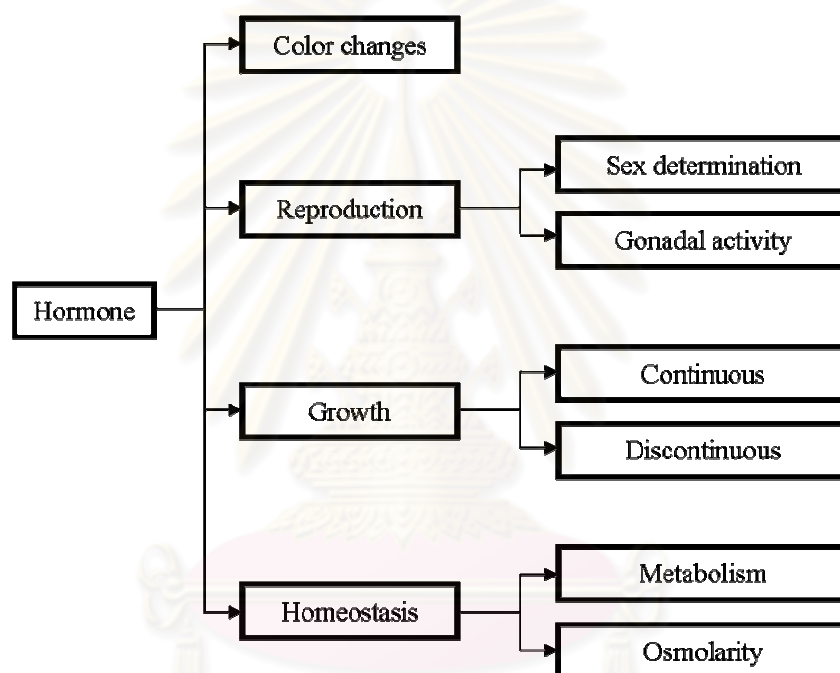 Color changes
Sex determination
Reproduction
Gonadal activity
Hormone
Continuous
Growth
Discontinuous
Metabolism
Homeostasis
Osmolarity